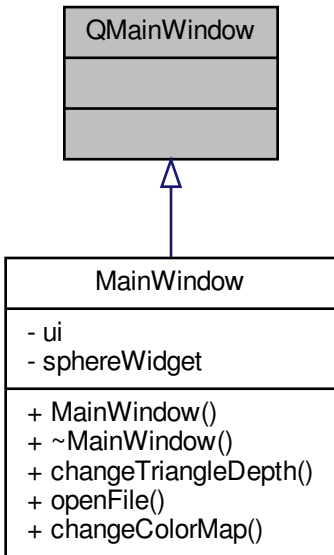 QMainWindow
MainWindow
- ui
- sphereWidget
+ MainWindow()
+ ~MainWindow()
+ changeTriangleDepth()
+ openFile()
+ changeColorMap()